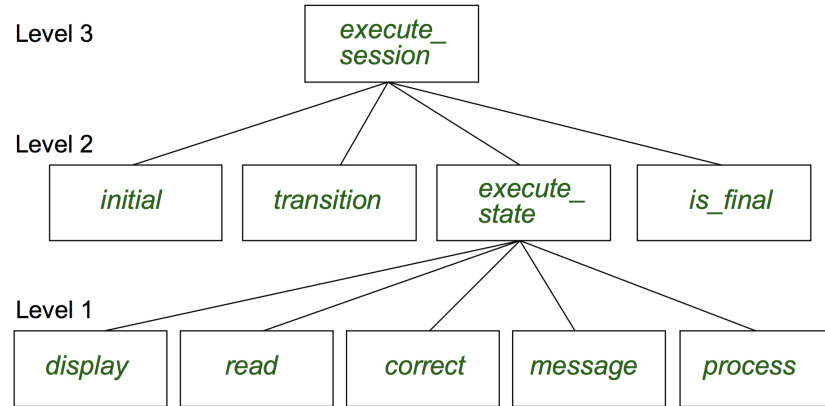 Level 3
execute_
session
Level 2
initial
transition
execute_
state
is_final
Level 1
display
read
correct
message
process